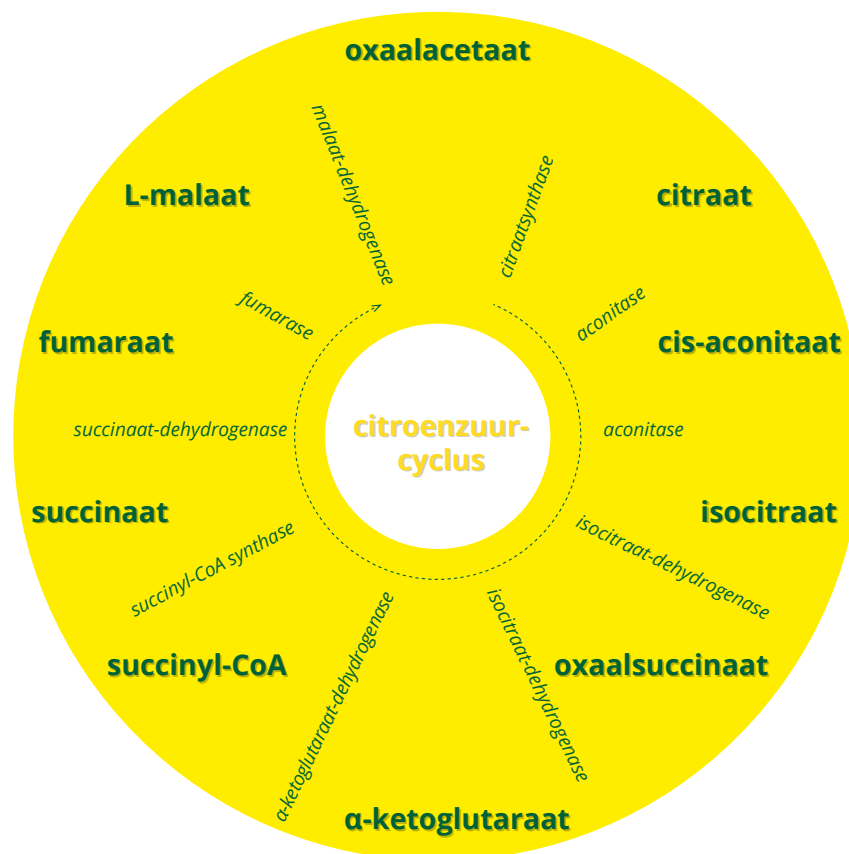 oxaalacetaat
malaat-dehydrogenase
citraatsynthase
L-malaat
citraat
fumarase
aconitase
fumaraat
cis-aconitaat
citroenzuur-
cyclus
succinaat-dehydrogenase
aconitase
succinaat
isocitraat
succinyl-CoA synthase
isocitraat-dehydrogenase
succinyl-CoA
α-ketoglutaraat-dehydrogenase
isocitraat-dehydrogenase
oxaalsuccinaat
α-ketoglutaraat